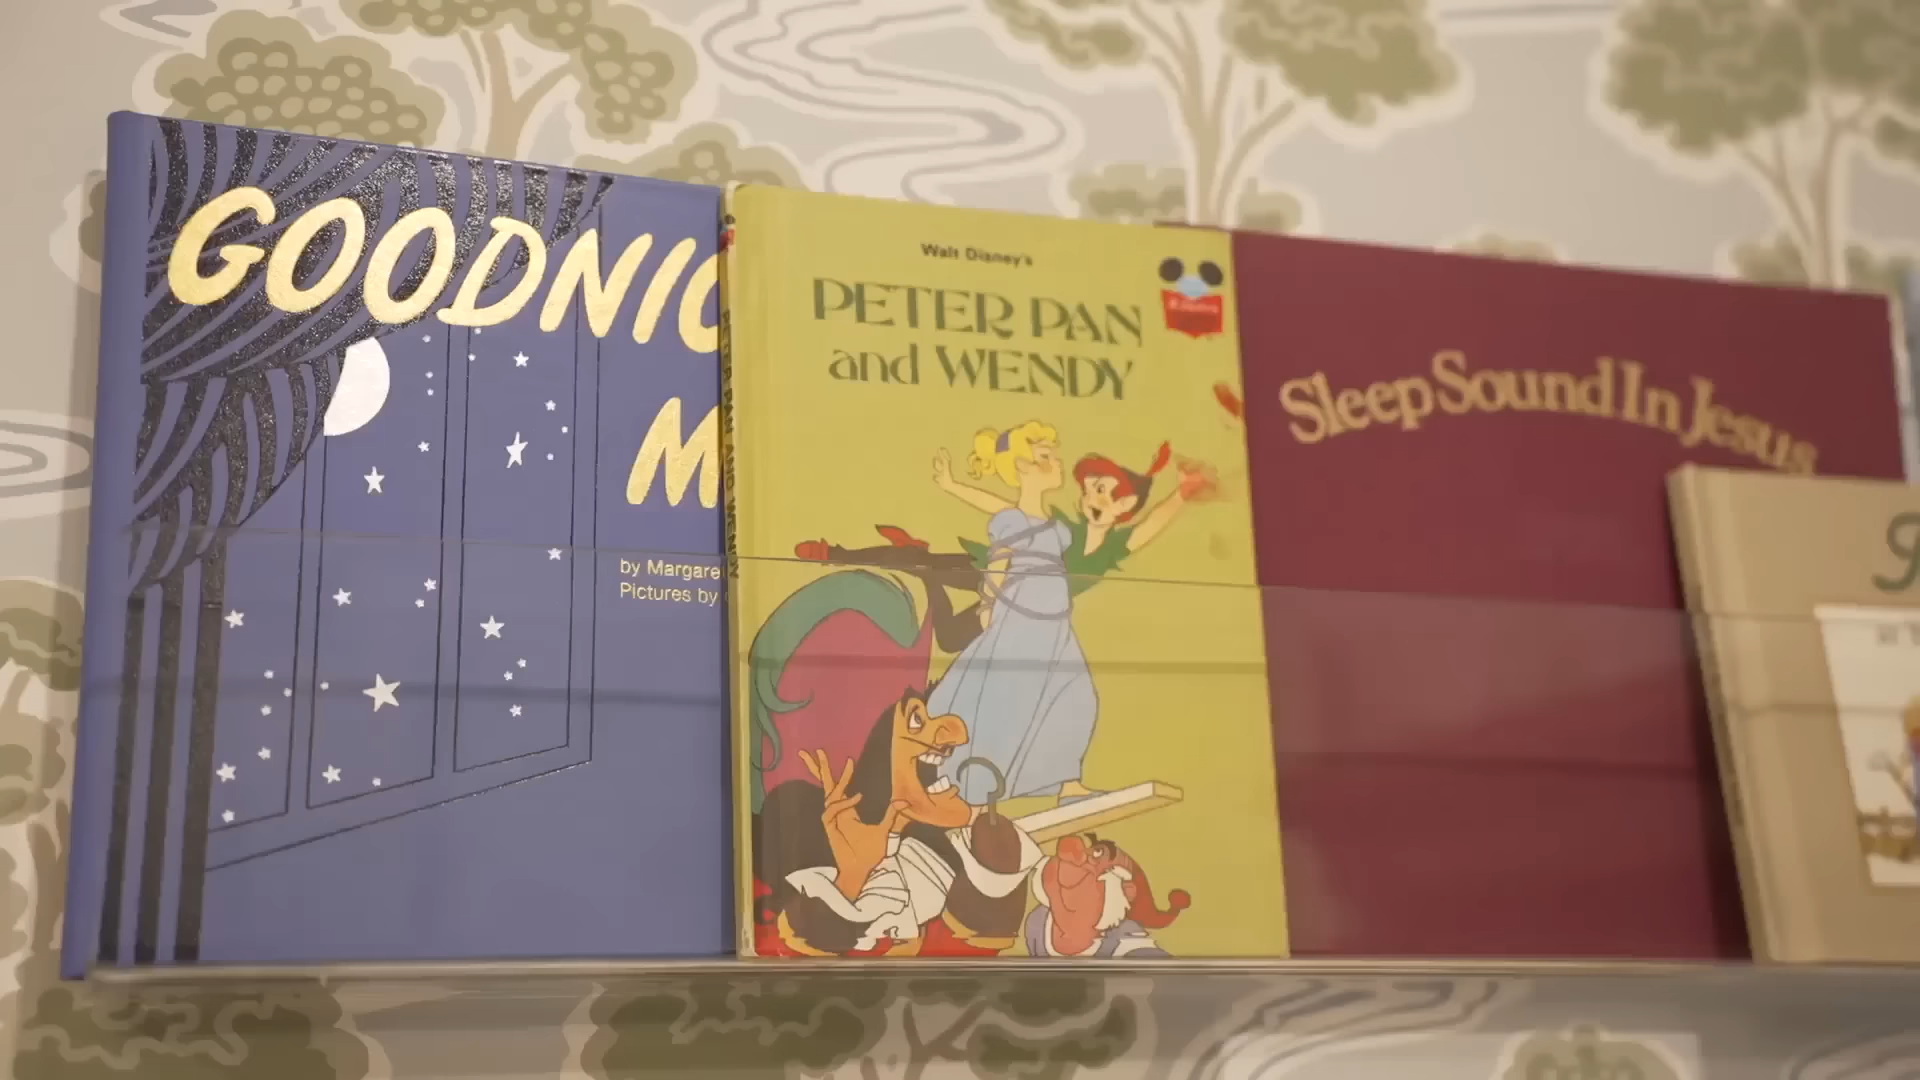 GOODNIG
M
by Margare
Pictures by
Walt Disney's
PETER PAN
and WENDY
PETER PAN AND WENDY
Sleep Sound In Jesus